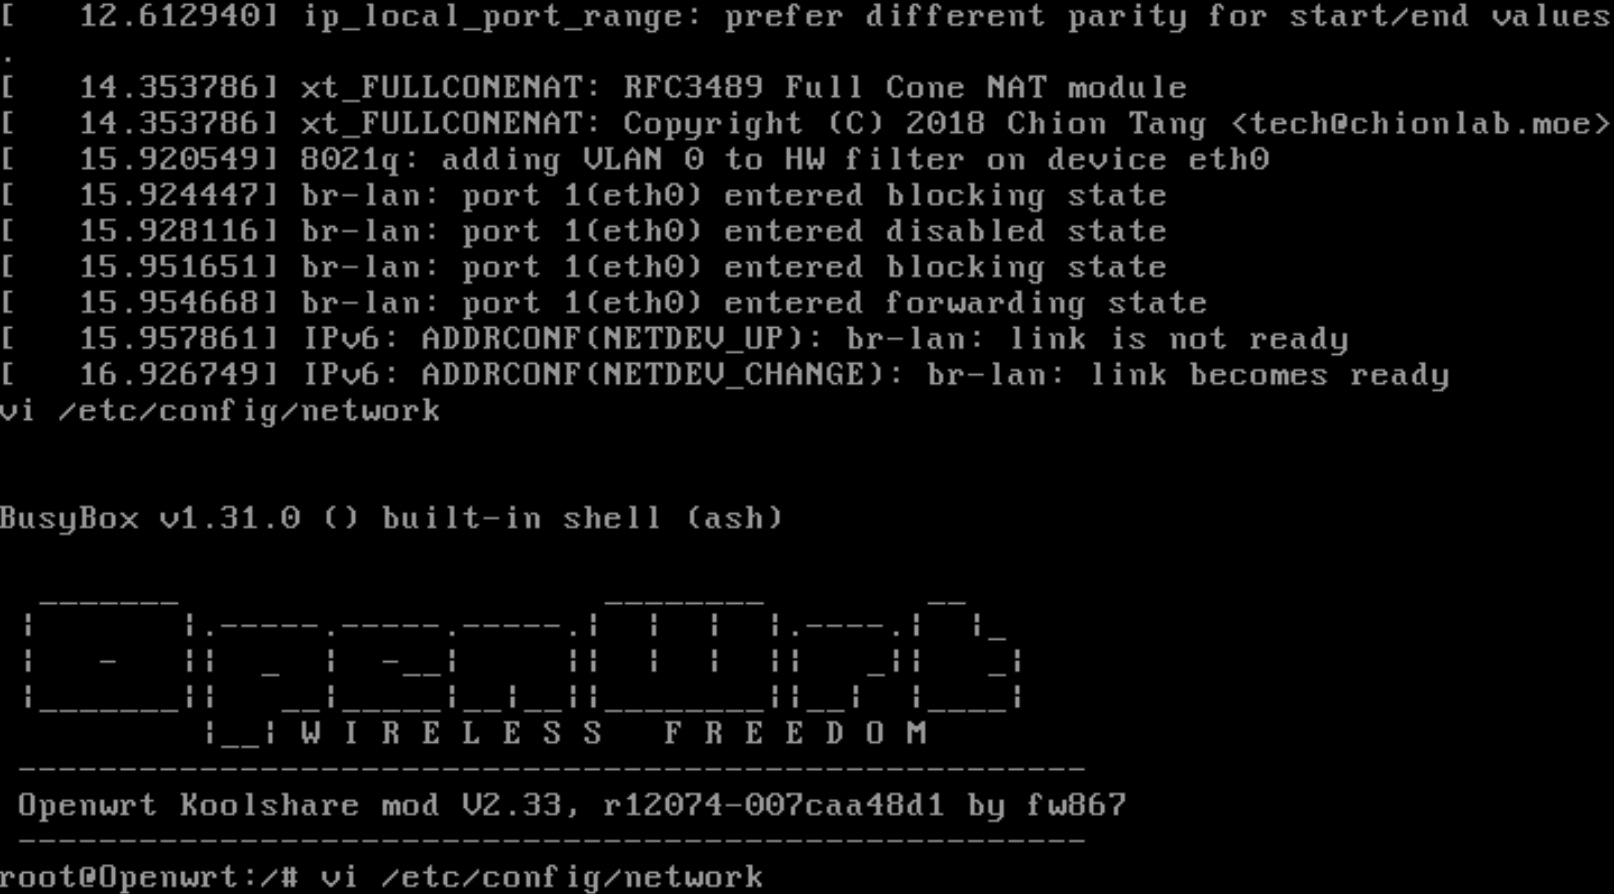 [   12.612940] ip_local_port_range: prefer different parity for start/end values
.
[   14.353786] xt_FULLCONENAT: RFC3489 Full Cone NAT module
[   14.353786] xt_FULLCONENAT: Copyright (C) 2018 Chion Tang <tech@chionlab.moe>
[   15.920549] 8021q: adding VLAN 0 to HW filter on device eth0
[   15.924447] br-lan: port 1(eth0) entered blocking state
[   15.928116] br-lan: port 1(eth0) entered disabled state
[   15.951651] br-lan: port 1(eth0) entered blocking state
[   15.954668] br-lan: port 1(eth0) entered forwarding state
[   15.957861] IPv6: ADDRCONF(NETDEV_UP): br-lan: link is not ready
[   16.926749] IPv6: ADDRCONF(NETDEV_CHANGE): br-lan: link becomes ready
vi /etc/config/network
BusyBox v1.31.0 () built-in shell (ash)
OpenWrt
W I R E L E S S   F R E E D O M
Openwrt Koolshare mod V2.33, r12074-007caa48d1 by fw867
root@Openwrt:/# vi /etc/config/network